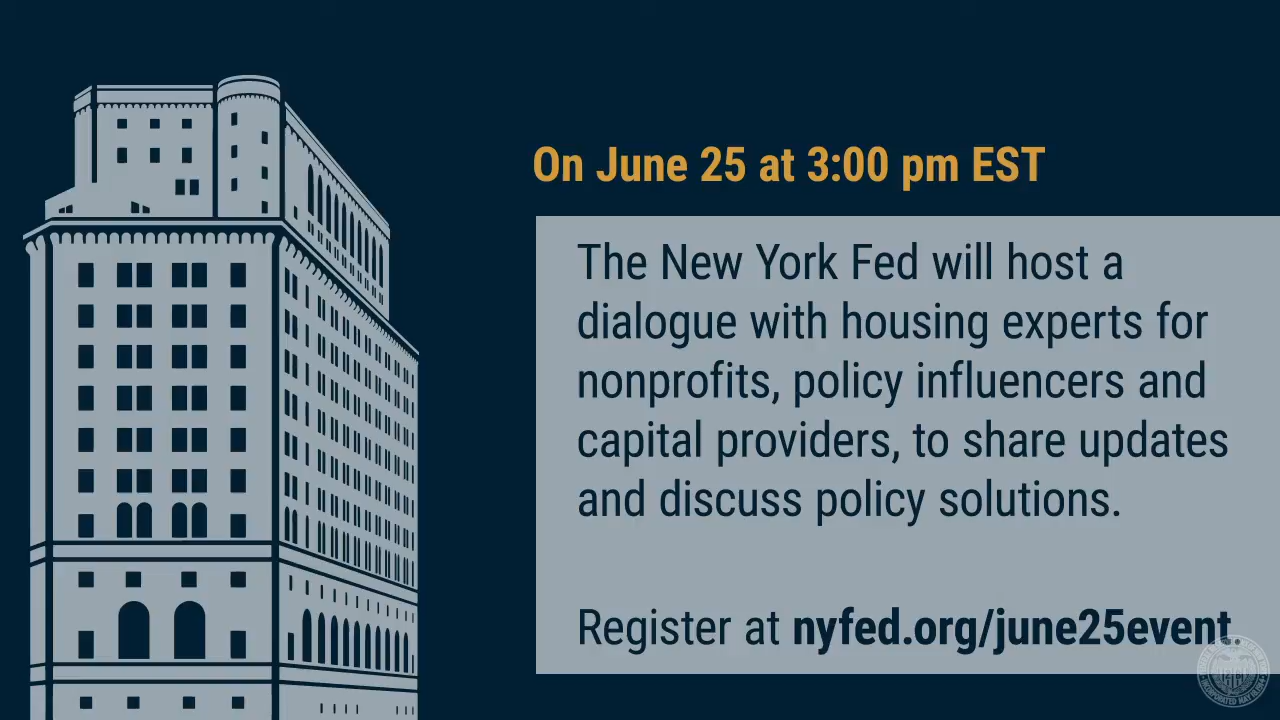 On June 25 at 3:00 pm EST
The New York Fed will host a
dialogue with housing experts for
nonprofits, policy influencers and
capital providers, to share updates
and discuss policy solutions.
Register at nyfed.org/june25event.